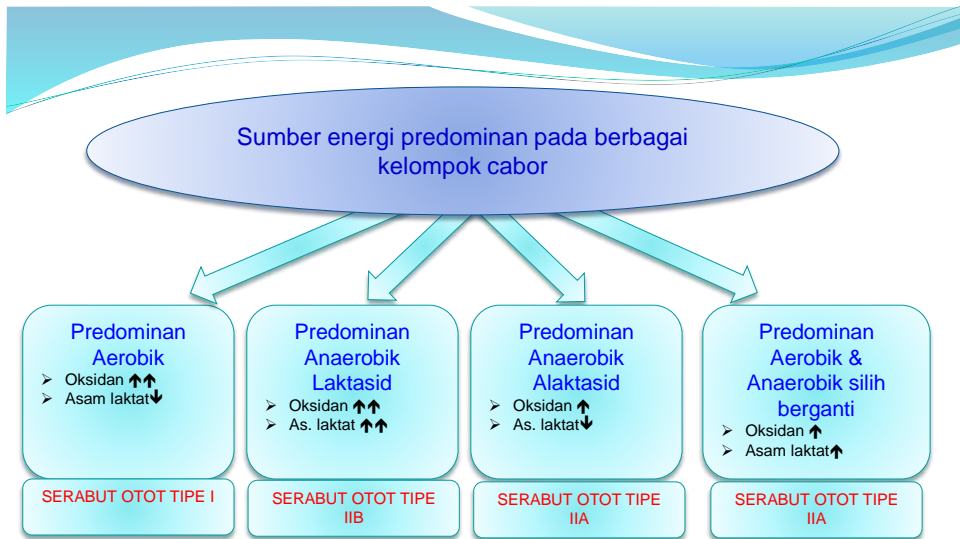 Sumber energi predominan pada berbagai
kelompok cabor
Predominan
Aerobik
➢ Oksidan 🡹🡹
➢ Asam laktat🡻
SERABUT OTOT TIPE I
Predominan
Anaerobik
Laktasid
➢ Oksidan 🡹🡹
➢ As. laktat 🡹🡹
SERABUT OTOT TIPE
IIB
Predominan
Anaerobik
Alaktasid
➢ Oksidan 🡹
➢ As. laktat🡻
SERABUT OTOT TIPE
IIA
Predominan
Aerobik &
Anaerobik silih
berganti
➢ Oksidan 🡹
➢ Asam laktat🡹
SERABUT OTOT TIPE
IIA